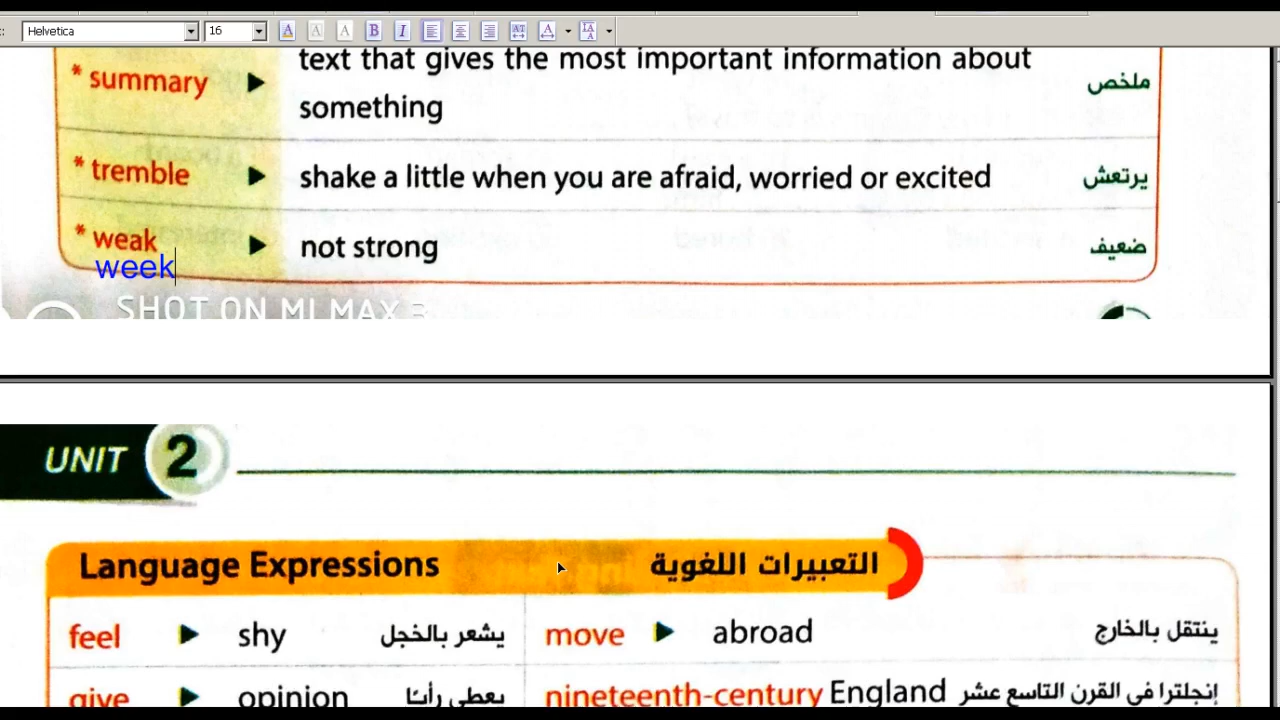 Helvetica 16
text that gives the most important information about
* summary ▶ something ملخص
* tremble ▶ shake a little when you are afraid, worried or excited يرتعش
* weak ▶ not strong ضعيف
week
SHOT ON MI MAX 3
UNIT 2
Language Expressions التعبيرات اللغوية
feel ▶ shy يشعر بالخجل move ▶ abroad ينتقل بالخارج
give ▶ opinion يعطى رأيًا nineteenth-century England إنجلترا فى القرن التاسع عشر